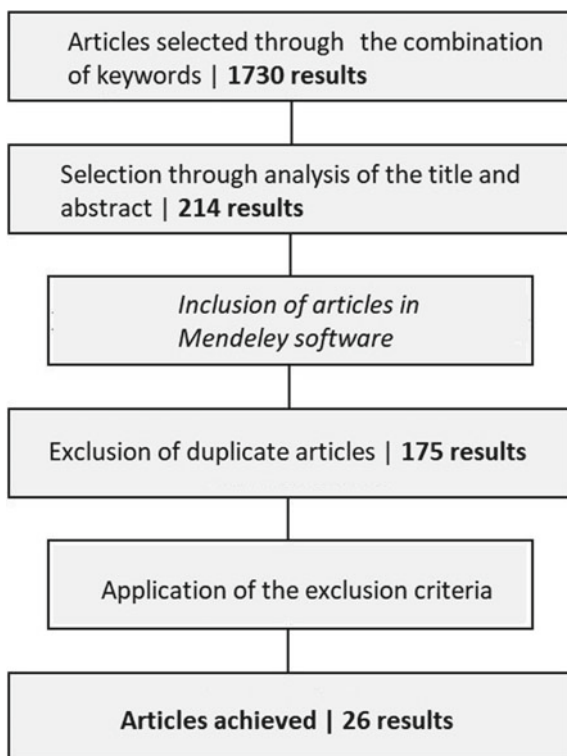 Articles selected through the combination
of keywords | 1730 results
Selection through analysis of the title and
abstract | 214 results
Inclusion of articles in
Mendeley software
Exclusion of duplicate articles | 175 results
Application of the exclusion criteria
Articles achieved | 26 results